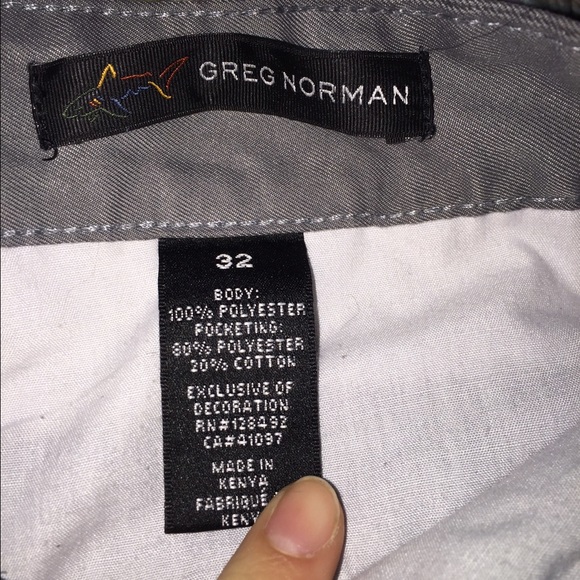 GREG NORMAN
32
BODY:
100% POLYESTER
POCKETING:
80% POLYESTER
20% COTTON
EXCLUSIVE OF
DECORATION
RN#128492
CA#41097
MADE IN
KENYA
FABRIQUÉ